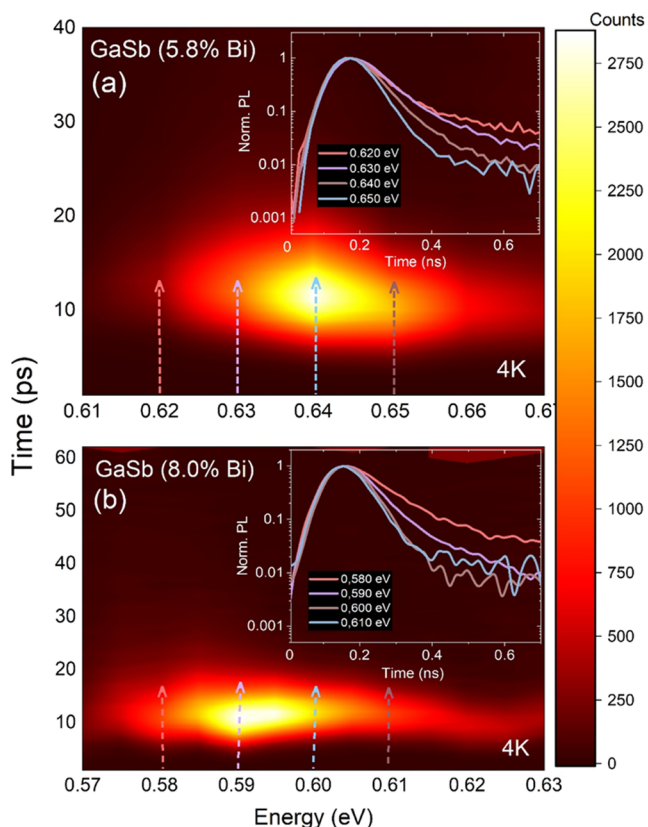 Counts
40
30
20
10
GaSb (5.8% Bi)
(a)
Norm. PL
1
0.1
0.01
0.001
0.620 eV
0.630 eV
0.640 eV
0.650 eV
0 0.2 0.4 0.6
Time (ns)
4K
0.61 0.62 0.63 0.64 0.65 0.66 0.67
Time (ps)
60
50
40
30
20
10
GaSb (8.0% Bi)
(b)
Norm. PL
1
0.1
0.01
0.001
0,580 eV
0,590 eV
0,600 eV
0,610 eV
0 0.2 0.4 0.6
Time (ns)
4K
0.57 0.58 0.59 0.60 0.61 0.62 0.63
Energy (eV)
2750
2500
2250
2000
1750
1500
1250
1000
750
500
250
0